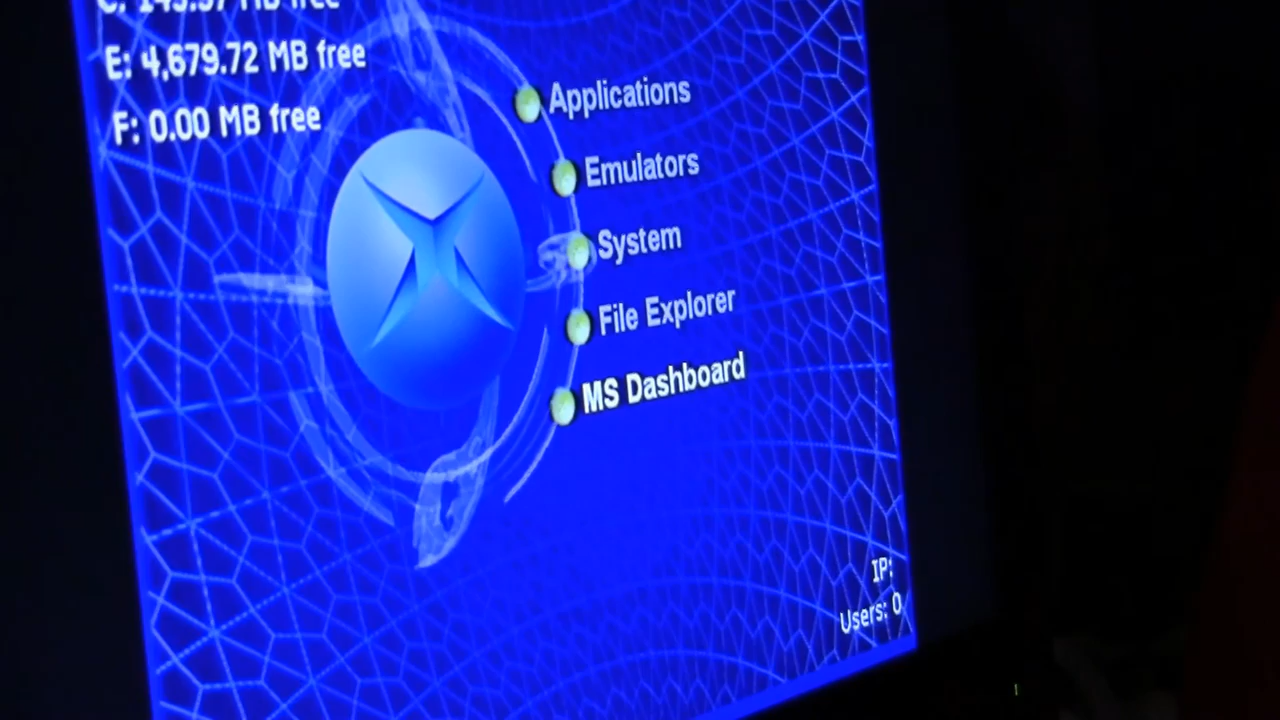 E: 4,679.72 MB free
F: 0.00 MB free
Applications
Emulators
System
File Explorer
MS Dashboard
IP:
Users: 0